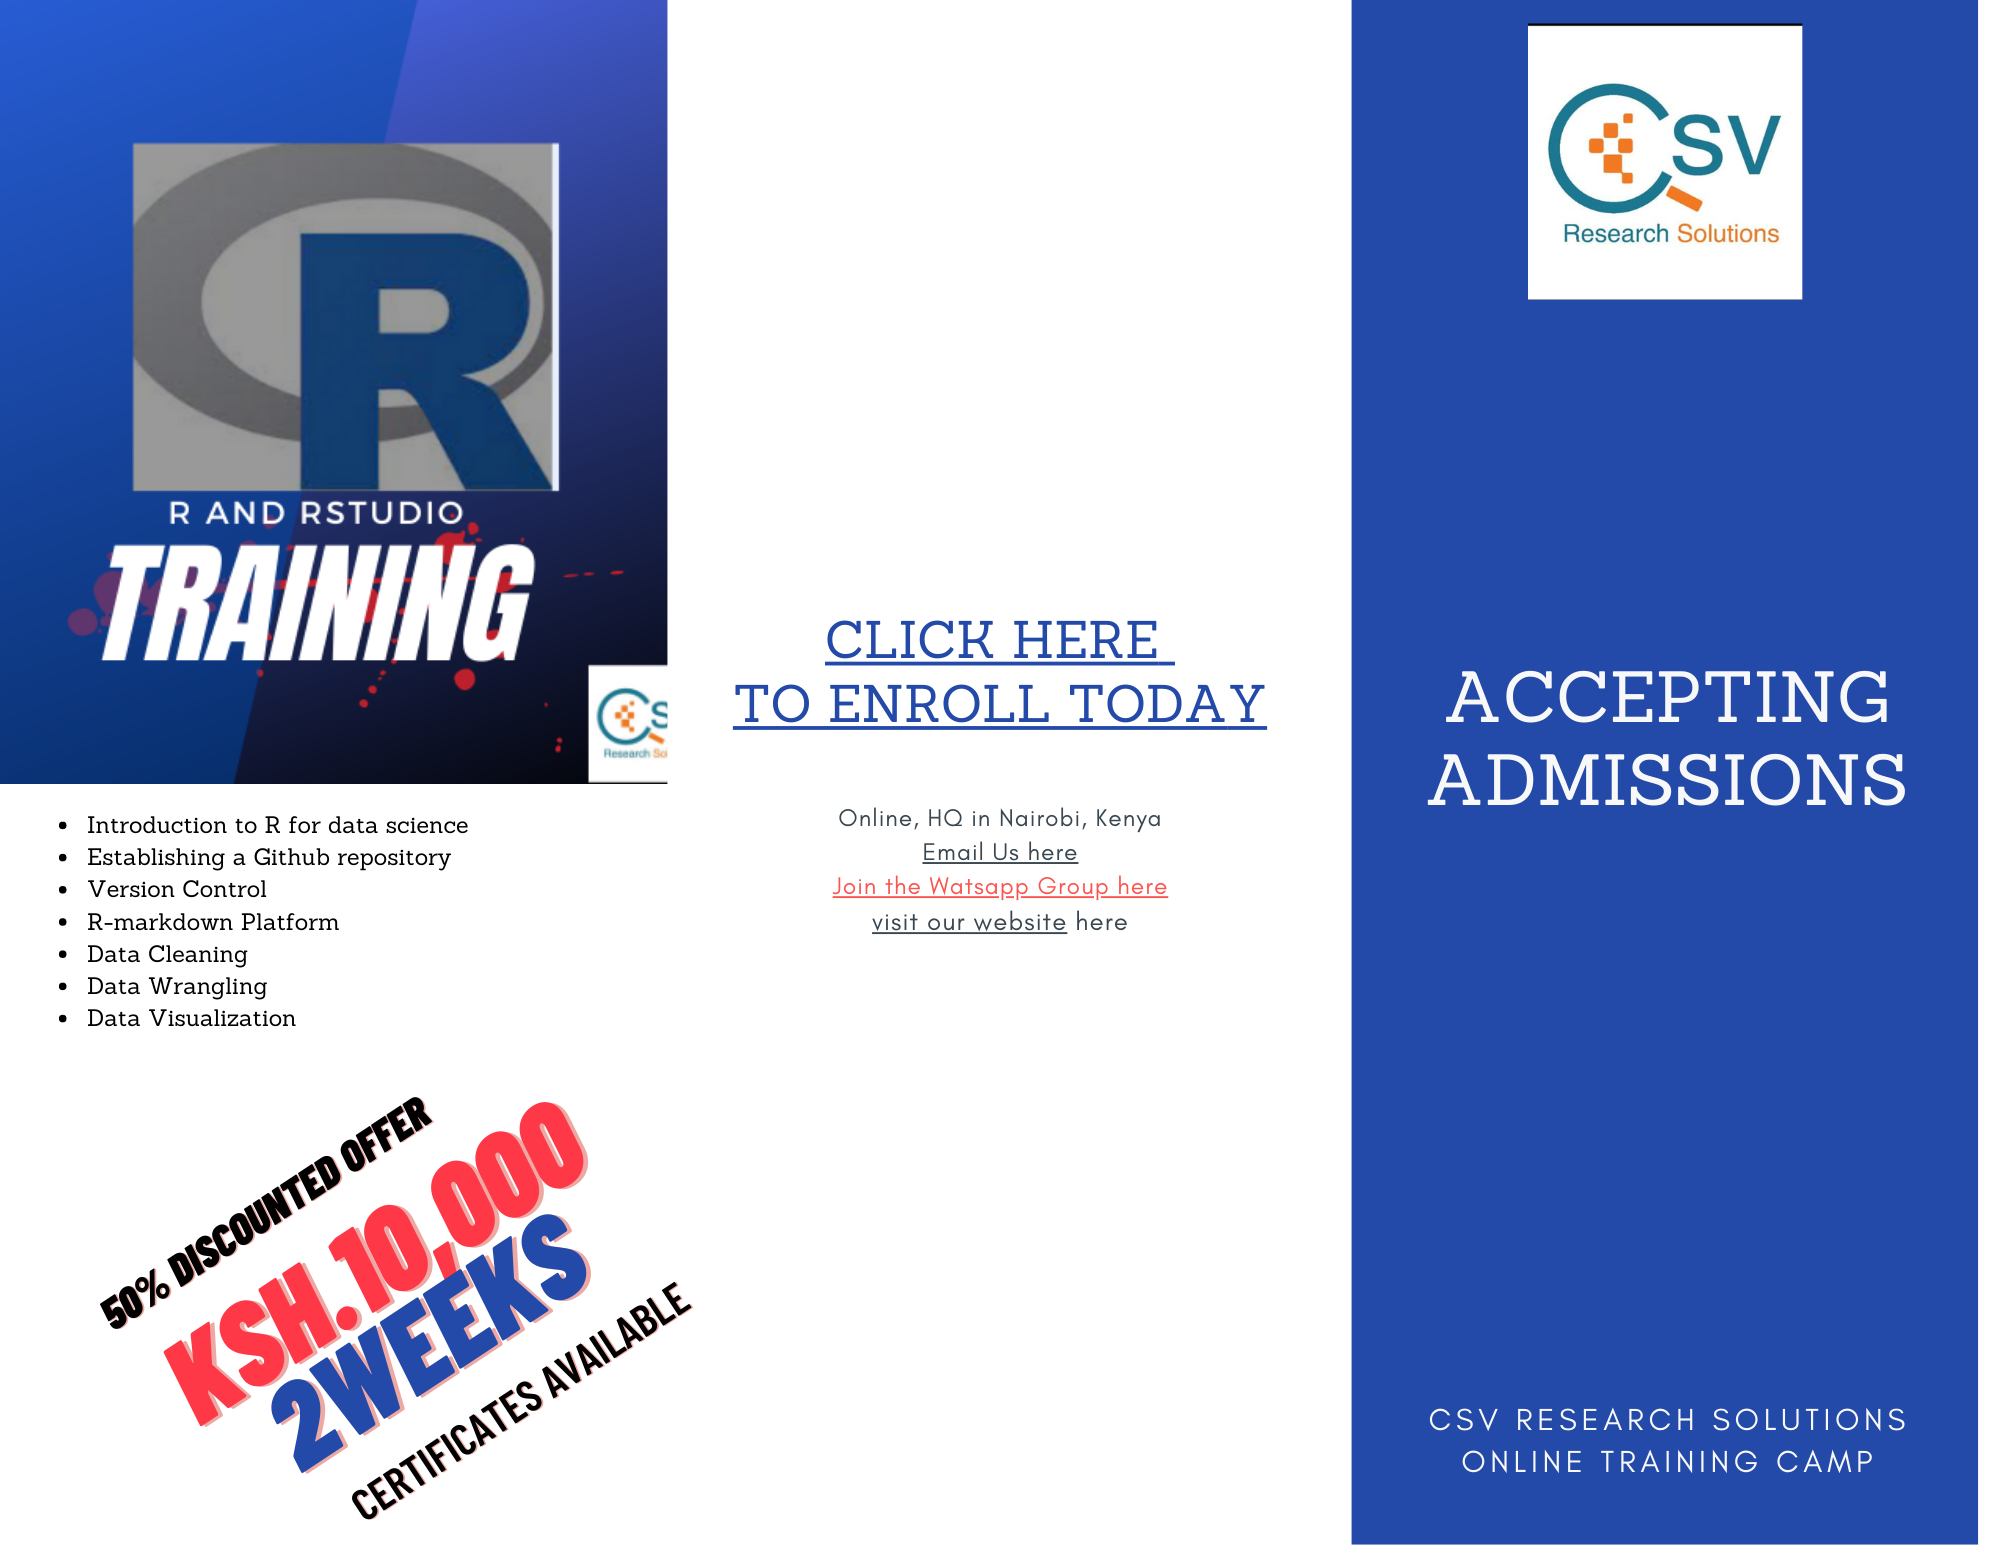 R
R AND RSTUDIO
TRAINING
CS
Research Sol
Introduction to R for data science
Establishing a Github repository
Version Control
R-markdown Platform
Data Cleaning
Data Wrangling
Data Visualization
50% DISCOUNTED OFFER
KSH.10,000
2WEEKS
CERTIFICATES AVAILABLE
CLICK HERE
TO ENROLL TODAY
Online, HQ in Nairobi, Kenya
Email Us here
Join the Watsapp Group here
visit our website here
CSV
Research Solutions
ACCEPTING
ADMISSIONS
CSV RESEARCH SOLUTIONS
ONLINE TRAINING CAMP